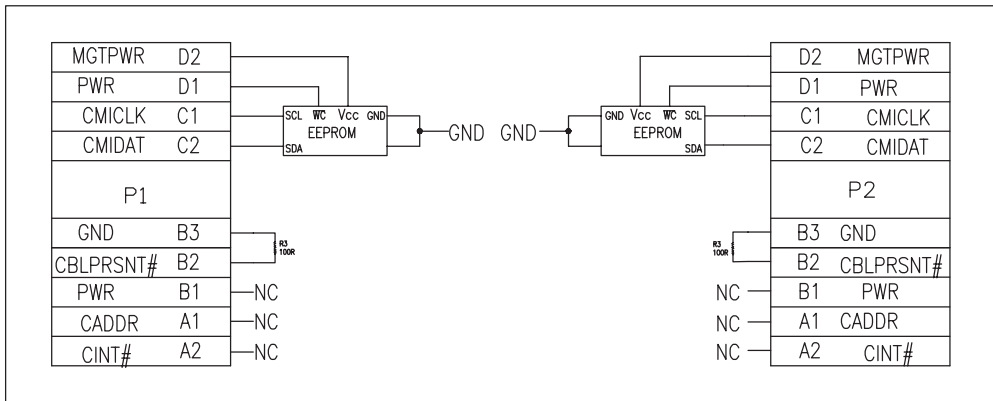 MGTPWR D2
PWR D1
CMICLK C1
CMIDAT C2
P1
GND B3
CBLPRSNT# B2
PWR B1 NC
CADDR A1 NC
CINT# A2 NC
SCL WC Vcc GND
EEPROM
SDA
R3
100R
GND GND
GND Vcc WC SCL
EEPROM
SDA
R3
100R
D2 MGTPWR
D1 PWR
C1 CMICLK
C2 CMIDAT
P2
B3 GND
B2 CBLPRSNT#
NC B1 PWR
NC A1 CADDR
NC A2 CINT#